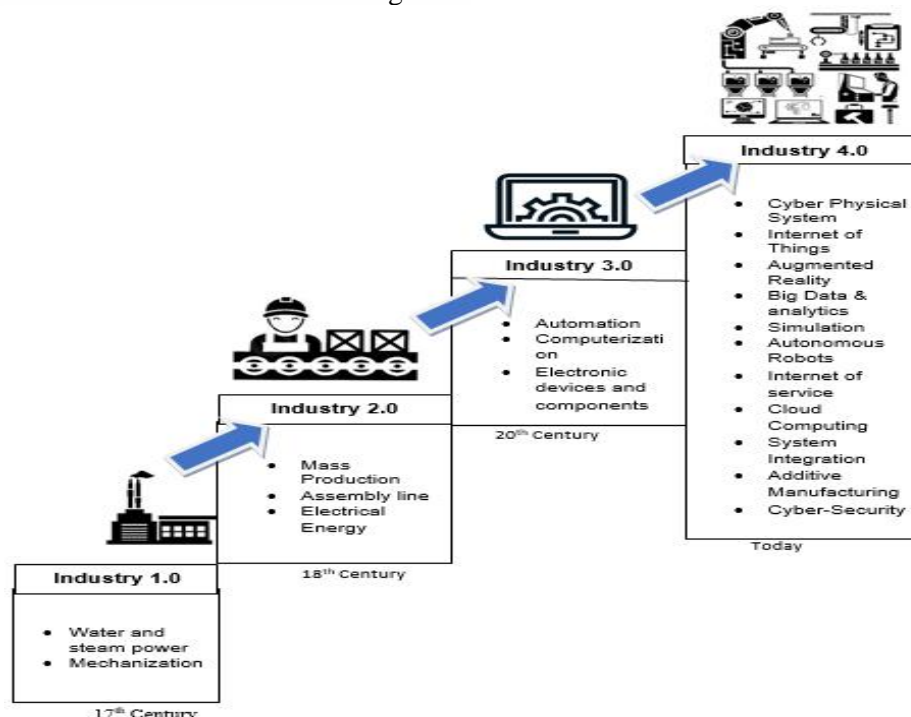 Industry 4.0
Cyber Physical
System
Internet of
Things
Augmented
Reality
Big Data &
analytics
Simulation
Autonomous
Robots
Internet of
service
Cloud
Computing
System
Integration
Additive
Manufacturing
Cyber-Security
Today
Industry 3.0
Automation
Computerizati
on
Electronic
devices and
components
20th Century
Industry 2.0
Mass
Production
Assembly line
Electrical
Energy
18th Century
Industry 1.0
Water and
steam power
Mechanization
17th Century